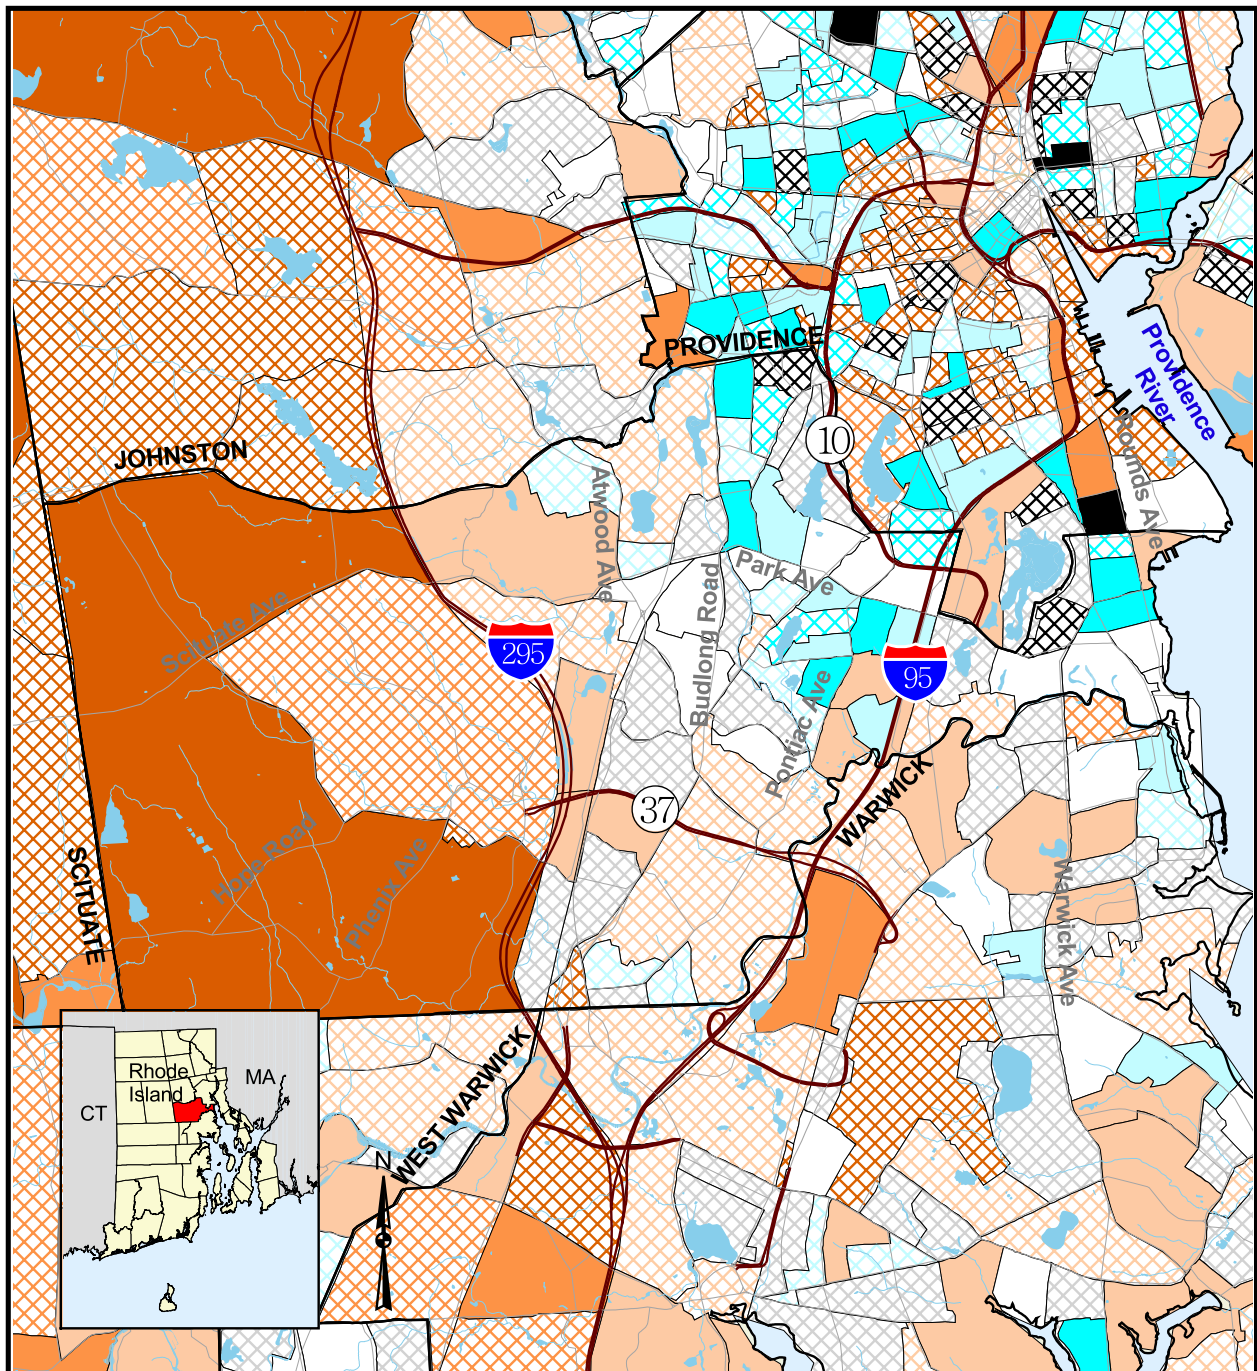 PROVIDENCE
Providence
River
10
JOHNSTON
Rounds Ave
Atwood Ave
Park Ave
Budlong Road
Scituate Ave
295
95
Pontiac Ave
37
WARWICK
Hope Road
Phenix Ave
SCITUATE
Warwick Ave
WEST WARWICK
N
Rhode
Island
MA
CT